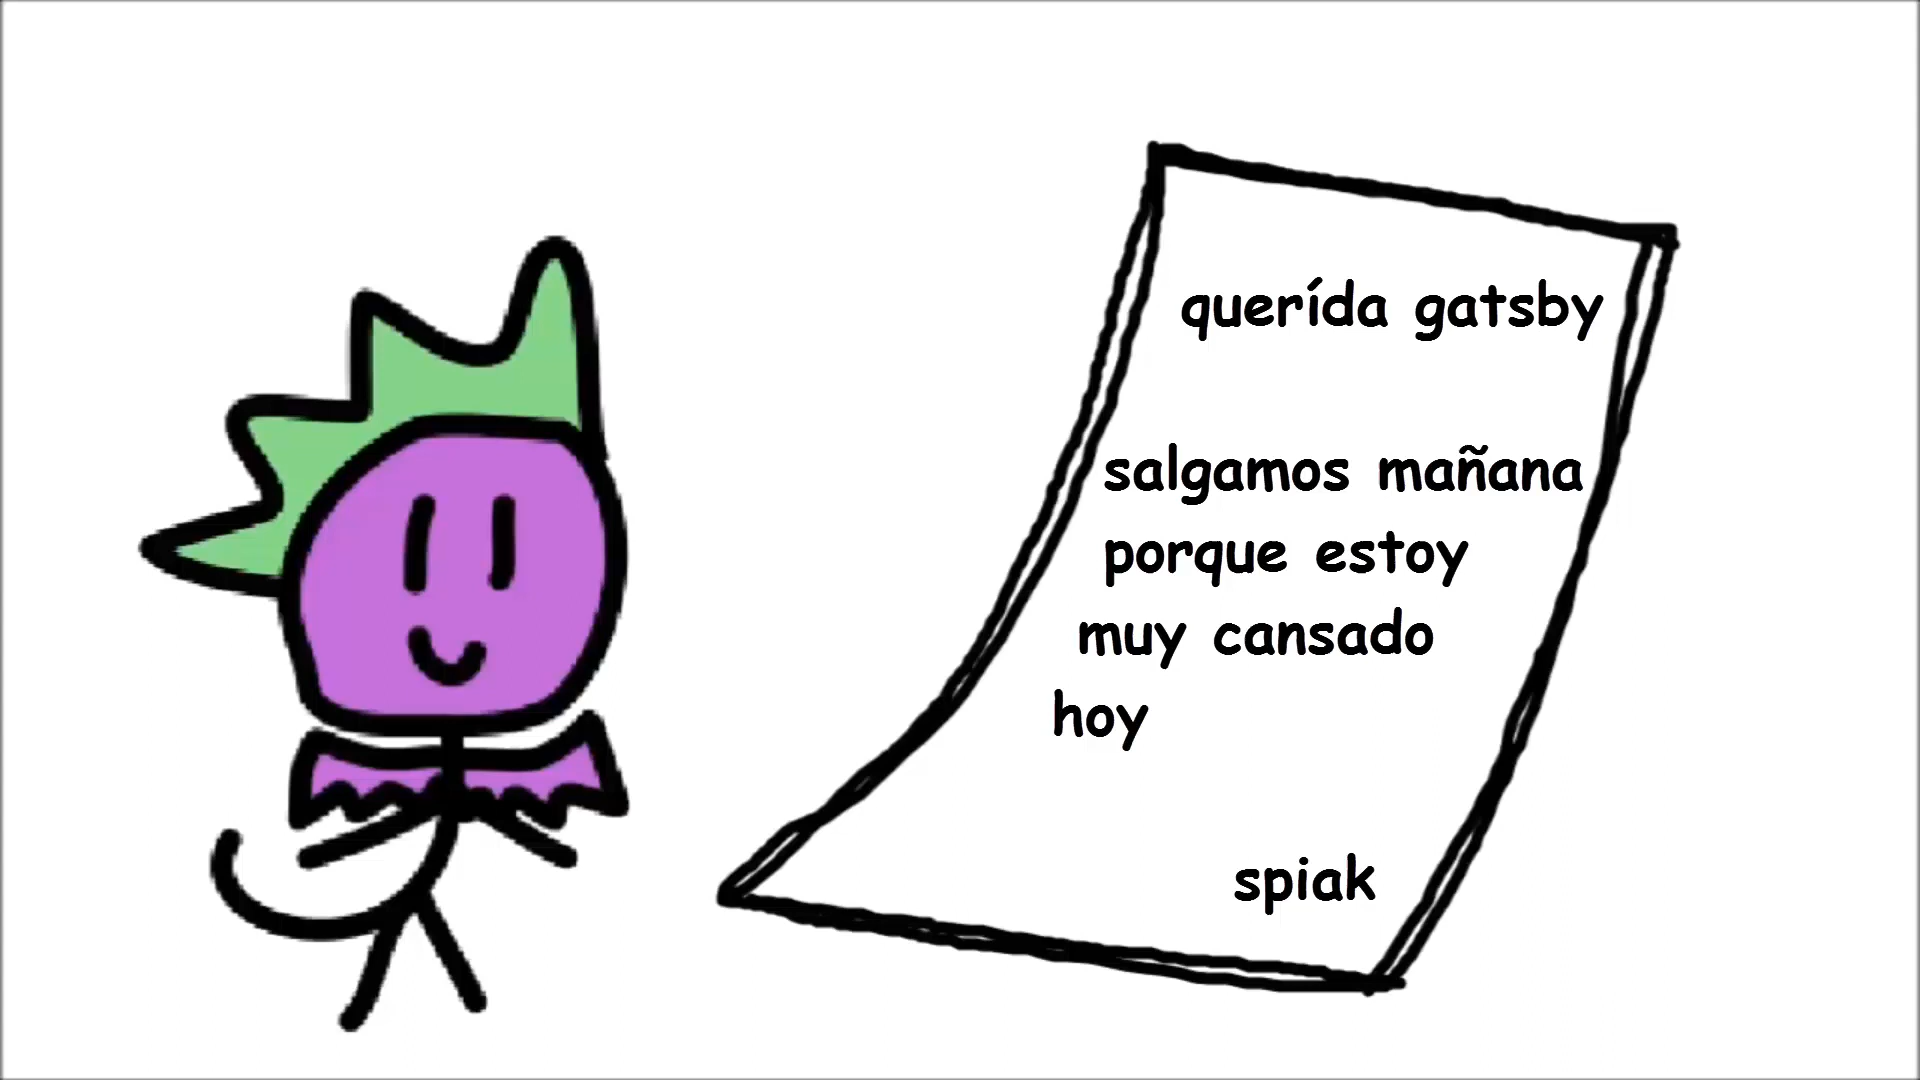 querída gatsby
salgamos mañana
porque estoy
muy cansado
hoy
spiak